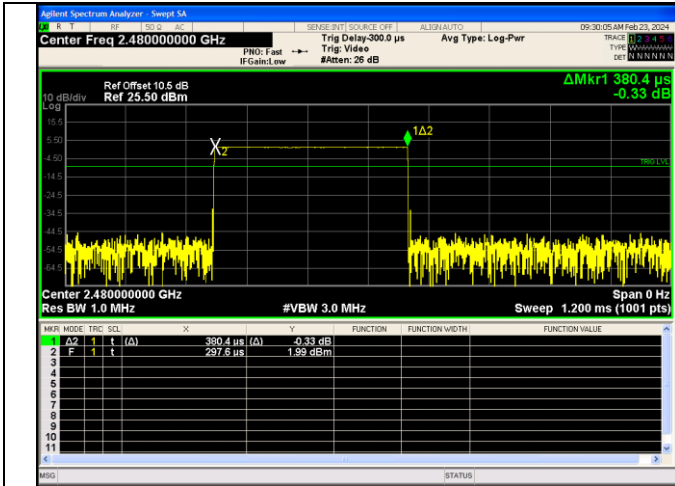 Agilent Spectrum Analyzer - Swept SA
R T RF 50 Ω AC SENSE:INT SOURCE OFF ALIGN AUTO 09:30:05 AM Feb 23, 2024
Center Freq 2.480000000 GHz Trig Delay-300.0 µs Avg Type: Log-Pwr TRACE 1 2 3 4 5 6
PNO: Fast Trig: Video TYPE WWWWWW
IFGain:Low #Atten: 26 dB DET N N N N N N
Ref Offset 10.5 dB ΔMkr1 380.4 µs
10 dB/div Ref 25.50 dBm -0.33 dB
Log
15.5
5.50 X2 1Δ2
-4.50 TRIG LVL
-14.5
-24.5
-34.5
-44.5
-54.5
-64.5
Center 2.480000000 GHz Span 0 Hz
Res BW 1.0 MHz #VBW 3.0 MHz Sweep 1.200 ms (1001 pts)
MKR MODE TRC SCL X Y FUNCTION FUNCTION WIDTH FUNCTION VALUE
1 Δ2 1 t (Δ) 380.4 µs (Δ) -0.33 dB
2 F 1 t 297.6 µs 1.99 dBm
3
4
5
6
7
8
9
10
11
MSG STATUS